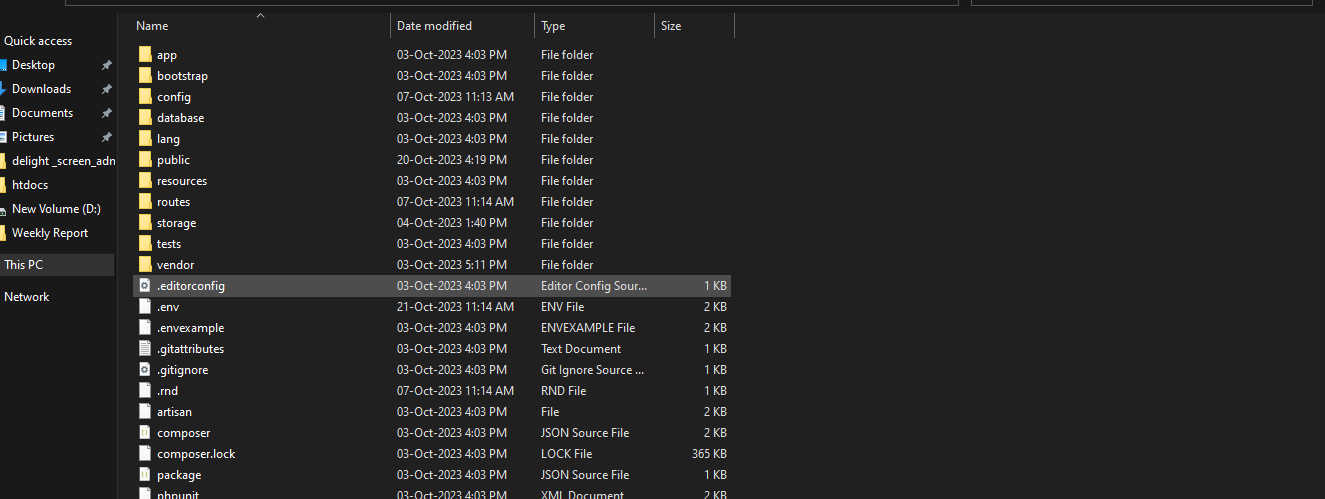 Name Date modified Type Size
Quick access
Desktop
Downloads
Documents
Pictures
delight _screen_adn
htdocs
New Volume (D:)
Weekly Report
This PC
Network
app 03-Oct-2023 4:03 PM File folder
bootstrap 03-Oct-2023 4:03 PM File folder
config 07-Oct-2023 11:13 AM File folder
database 03-Oct-2023 4:03 PM File folder
lang 03-Oct-2023 4:03 PM File folder
public 20-Oct-2023 4:19 PM File folder
resources 03-Oct-2023 4:03 PM File folder
routes 07-Oct-2023 11:14 AM File folder
storage 04-Oct-2023 1:40 PM File folder
tests 03-Oct-2023 4:03 PM File folder
vendor 03-Oct-2023 5:11 PM File folder
.editorconfig 03-Oct-2023 4:03 PM Editor Config Sour... 1 KB
.env 21-Oct-2023 11:14 AM ENV File 2 KB
.envexample 03-Oct-2023 4:03 PM ENVEXAMPLE File 2 KB
.gitattributes 03-Oct-2023 4:03 PM Text Document 1 KB
.gitignore 03-Oct-2023 4:03 PM Git Ignore Source ... 1 KB
.rnd 07-Oct-2023 11:14 AM RND File 1 KB
artisan 03-Oct-2023 4:03 PM File 2 KB
composer 03-Oct-2023 4:03 PM JSON Source File 2 KB
composer.lock 03-Oct-2023 4:03 PM LOCK File 365 KB
package 03-Oct-2023 4:03 PM JSON Source File 1 KB
phpunit 03-Oct-2023 4:03 PM XML Document 2 KB